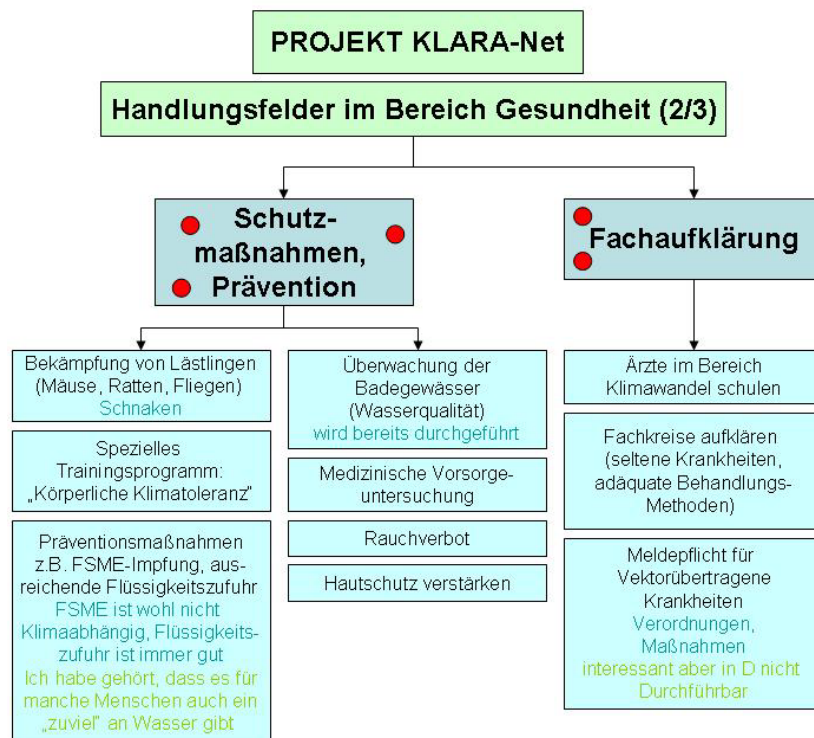 PROJEKT KLARA-Net
Handlungsfelder im Bereich Gesundheit (2/3)
Schutz-
maßnahmen,
Prävention
Fachaufklärung
Bekämpfung von Lästlingen
(Mäuse, Ratten, Fliegen)
Schnaken
Spezielles
Trainingsprogramm:
„Körperliche Klimatoleranz"
Präventionsmaßnahmen
z.B. FSME-Impfung, aus-
reichende Flüssigkeitszufuhr
FSME ist wohl nicht
Klimaabhängig, Flüssigkeits-
zufuhr ist immer gut
Ich habe gehört, dass es für
manche Menschen auch ein
„zuviel" an Wasser gibt
Überwachung der
Badegewässer
(Wasserqualität)
wird bereits durchgeführt
Medizinische Vorsorge-
untersuchung
Rauchverbot
Hautschutz verstärken
Ärzte im Bereich
Klimawandel schulen
Fachkreise aufklären
(seltene Krankheiten,
adäquate Behandlungs-
Methoden)
Meldepflicht für
Vektorübertragene
Krankheiten
Verordnungen,
Maßnahmen
interessant aber in D nicht
Durchführbar